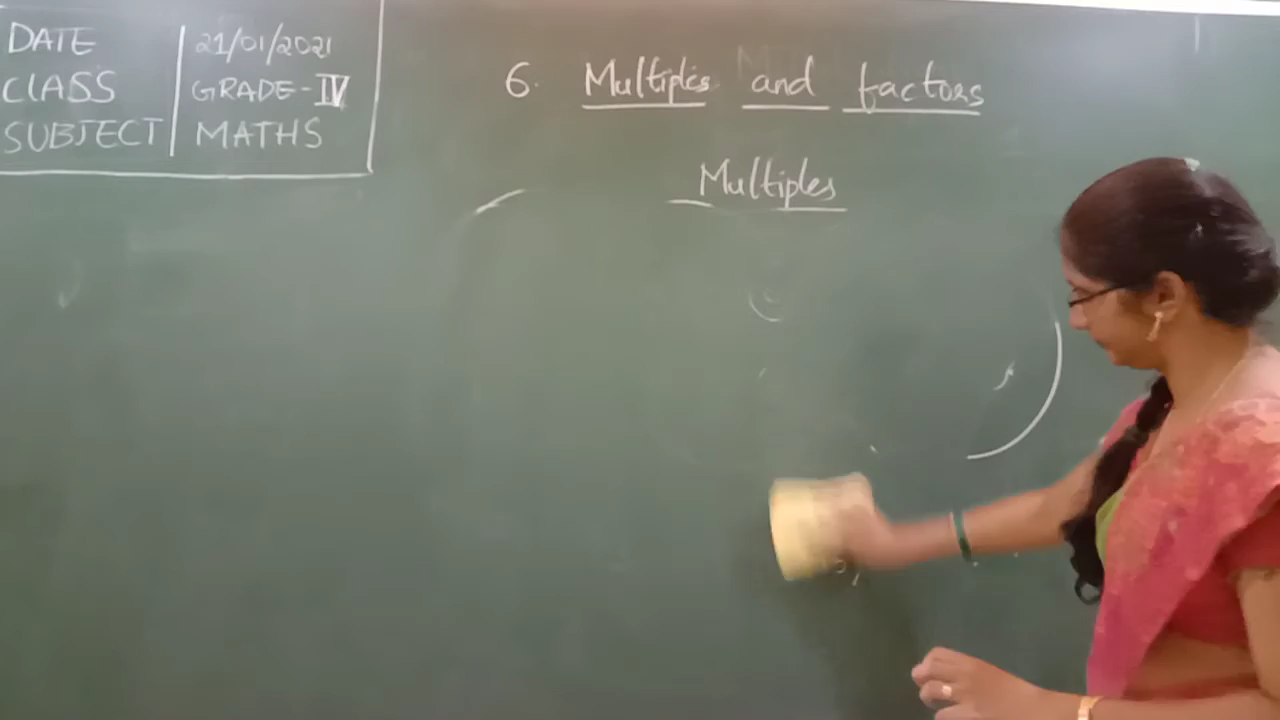 DATE 21/01/2021
CLASS GRADE-IV
SUBJECT MATHS
6. Multiples and factors
Multiples